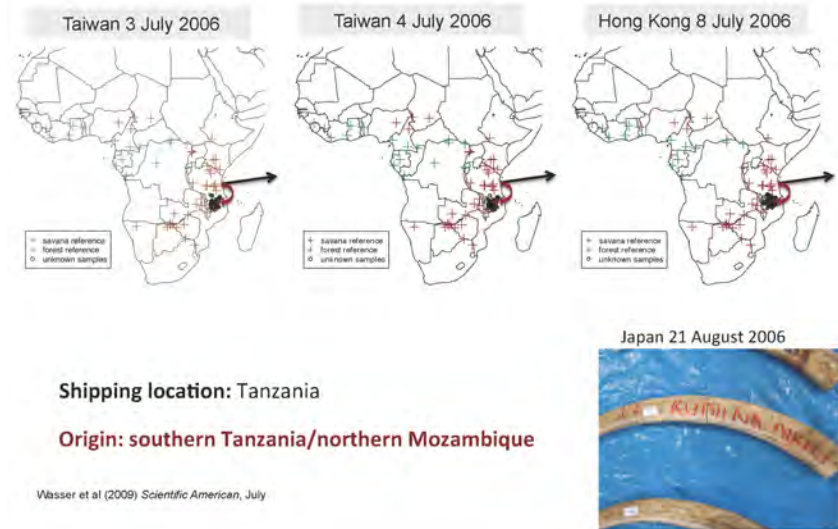 Taiwan 3 July 2006
Taiwan 4 July 2006
Hong Kong 8 July 2006
savana reference
forest reference
unknown samples
savana reference
forest reference
unknown samples
savana reference
forest reference
unknown samples
Japan 21 August 2006
Shipping location: Tanzania
Origin: southern Tanzania/northern Mozambique
Wasser et al (2009) Scientific American, July